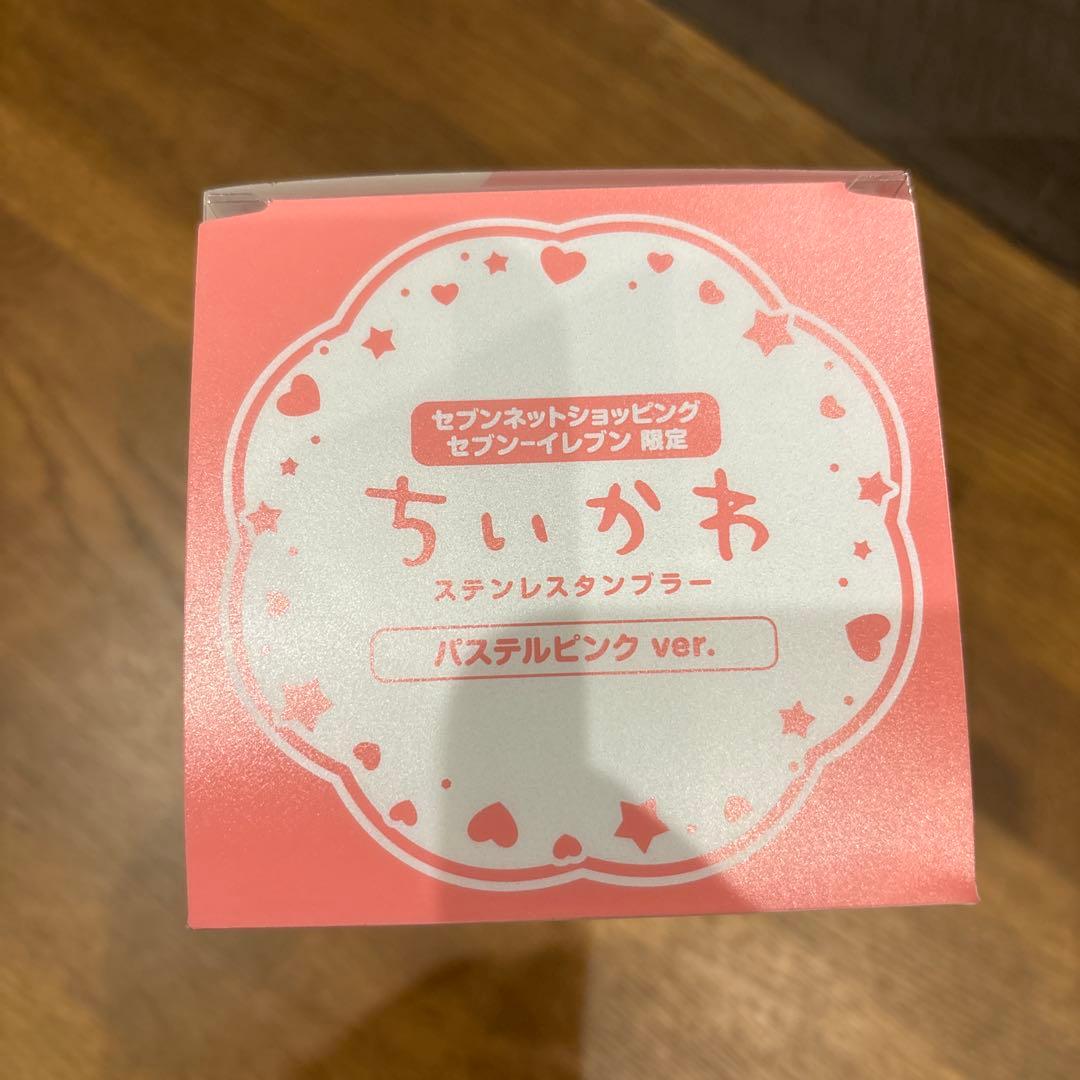 セブンネットショッピング
セブン-イレブン 限定
ちいかわ
ステンレスタンブラー
パステルピンク ver.